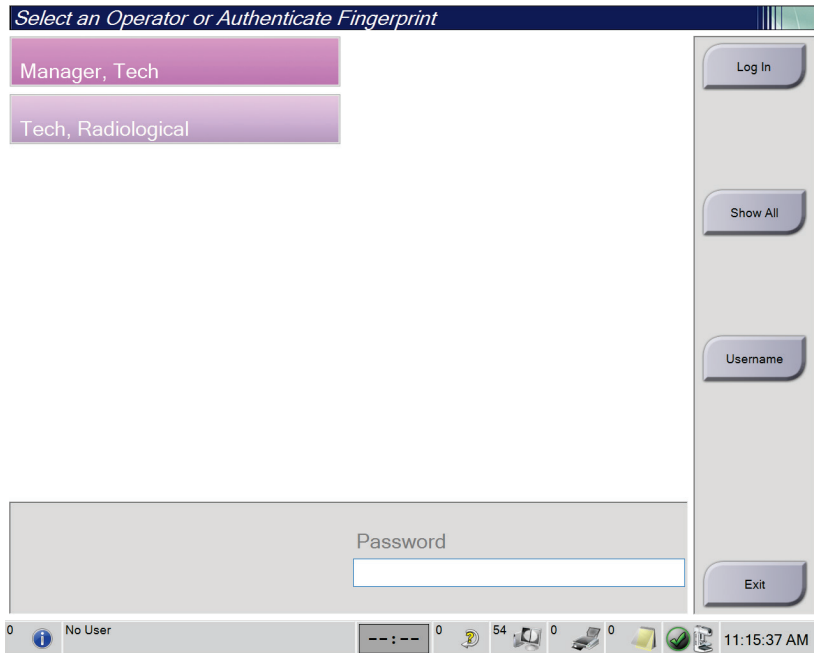 Select an Operator or Authenticate Fingerprint
Manager, Tech
Log In
Tech, Radiological
Show All
Username
Password
Exit
0 No User --:-- 0 54 0 0 11:15:37 AM